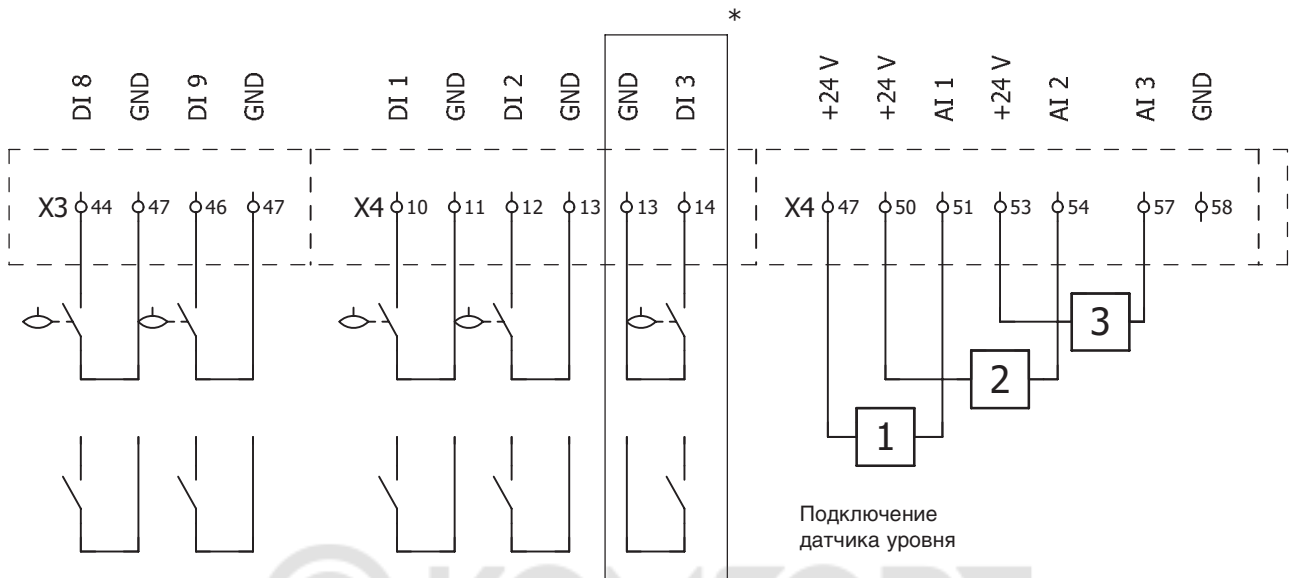 *
DI 8 GND DI 9 GND DI 1 GND DI 2 GND GND DI 3 +24 V +24 V AI 1 +24 V AI 2 AI 3 GND
X3 44 47 46 47 X4 10 11 12 13 13 14 X4 47 50 51 53 54 57 58
3
2
1
Подключение
датчика уровня